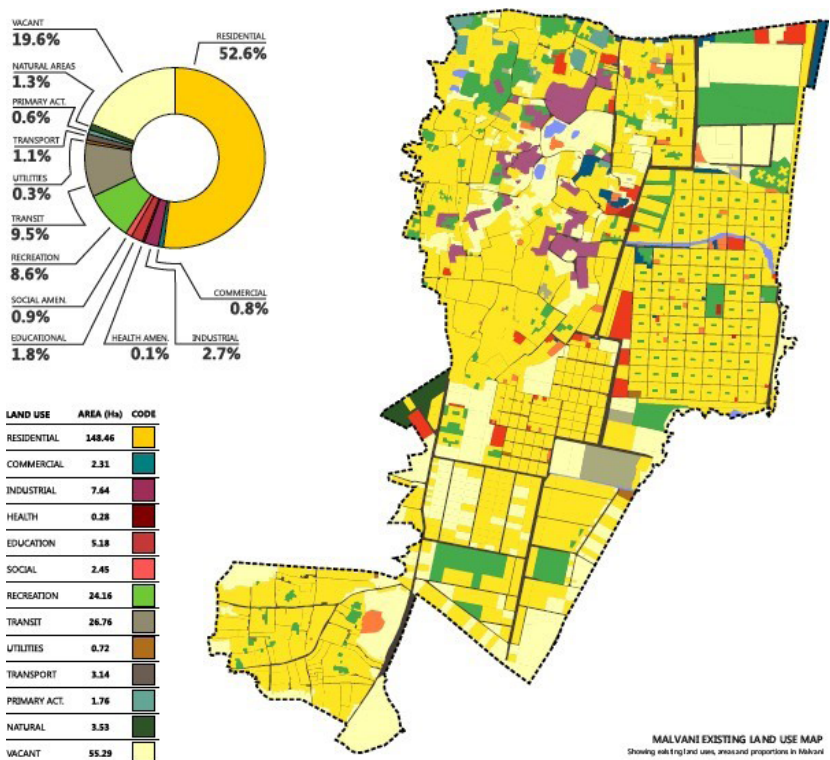 VACANT
19.6%
RESIDENTIAL
52.6%
NATURAL AREAS
1.3%
PRIMARY ACT.
0.6%
TRANSPORT
1.1%
UTILITIES
0.3%
TRANSIT
9.5%
RECREATION
8.6%
SOCIAL AMEN.
0.9%
EDUCATIONAL
1.8%
HEALTH AMEN.
0.1%
INDUSTRIAL
2.7%
COMMERCIAL
0.8%
LAND USE AREA (Ha) CODE
RESIDENTIAL 148.46
COMMERCIAL 2.31
INDUSTRIAL 7.64
HEALTH 0.28
EDUCATION 5.18
SOCIAL 2.45
RECREATION 24.16
TRANSIT 26.76
UTILITIES 0.72
TRANSPORT 3.14
PRIMARY ACT. 1.76
NATURAL 3.53
VACANT 55.29
MALVANI EXISTING LAND USE MAP
Showing existing land uses, areas and proportions in Malvani